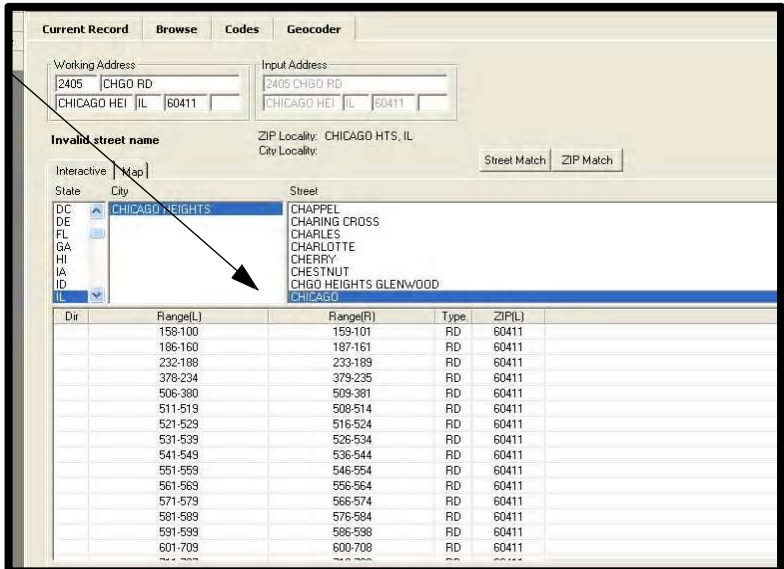 Current Record Browse Codes Geocoder
Working Address Input Address
2405 CHGO RD 2405 CHGO RD
CHICAGO HEI IL 60411 CHICAGO HEI IL 60411
Invalid street name ZIP Locality: CHICAGO HTS, IL
City Locality:
Street Match ZIP Match
Interactive Map
State City Street
DC CHICAGO HEIGHTS CHAPPEL
DE CHARING CROSS
FL CHARLES
GA CHARLOTTE
HI CHERRY
IA CHESTNUT
ID CHGO HEIGHTS GLENWOOD
IL CHICAGO
Dir Range(L) Range(R) Type ZIP(L)
158-100 159-101 RD 60411
186-160 187-161 RD 60411
232-188 233-189 RD 60411
378-234 379-235 RD 60411
506-380 509-381 RD 60411
511-519 508-514 RD 60411
521-529 516-524 RD 60411
531-539 526-534 RD 60411
541-549 536-544 RD 60411
551-559 546-554 RD 60411
561-569 556-564 RD 60411
571-579 566-574 RD 60411
581-589 576-584 RD 60411
591-599 586-598 RD 60411
601-709 600-708 RD 60411